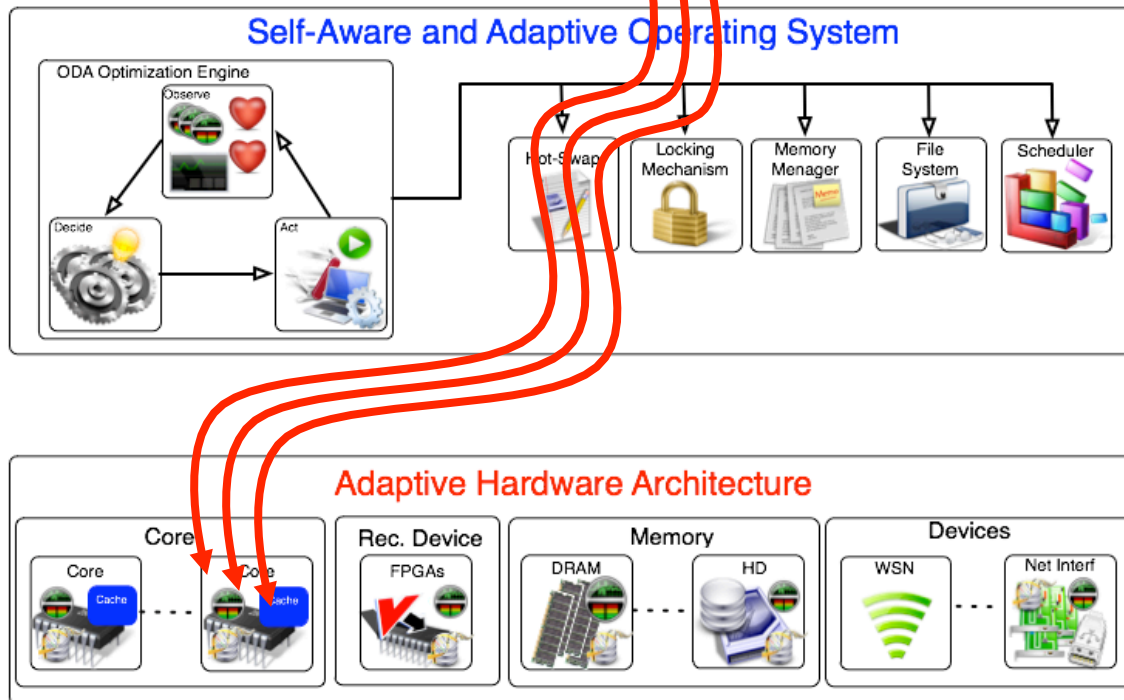 Self-Aware and Adaptive Operating System
ODA Optimization Engine
Observe
Decide
Act
Hot-Swap
Locking
Mechanism
Memory
Menager
Memo
File
System
Scheduler
Adaptive Hardware Architecture
Core
Rec. Device
Memory
Devices
Core
Cache
Core
Cache
FPGAs
DRAM
HD
WSN
Net Interf